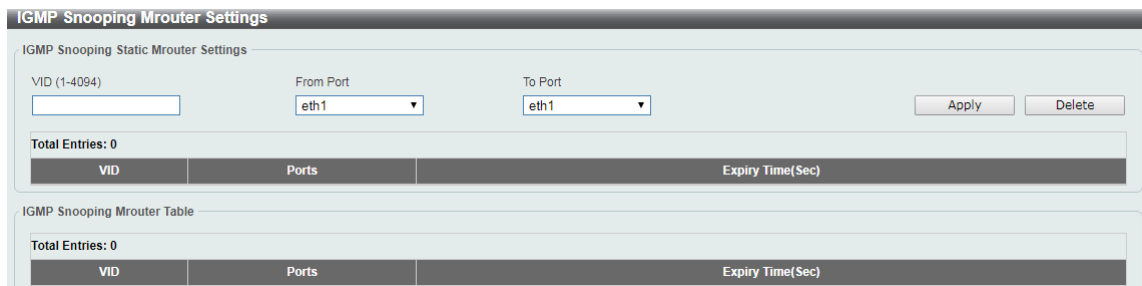 IGMP Snooping Mrouter Settings
IGMP Snooping Static Mrouter Settings
VID (1-4094) From Port To Port
eth1 eth1 Apply Delete
Total Entries: 0
VID Ports Expiry Time(Sec)
IGMP Snooping Mrouter Table
Total Entries: 0
VID Ports Expiry Time(Sec)